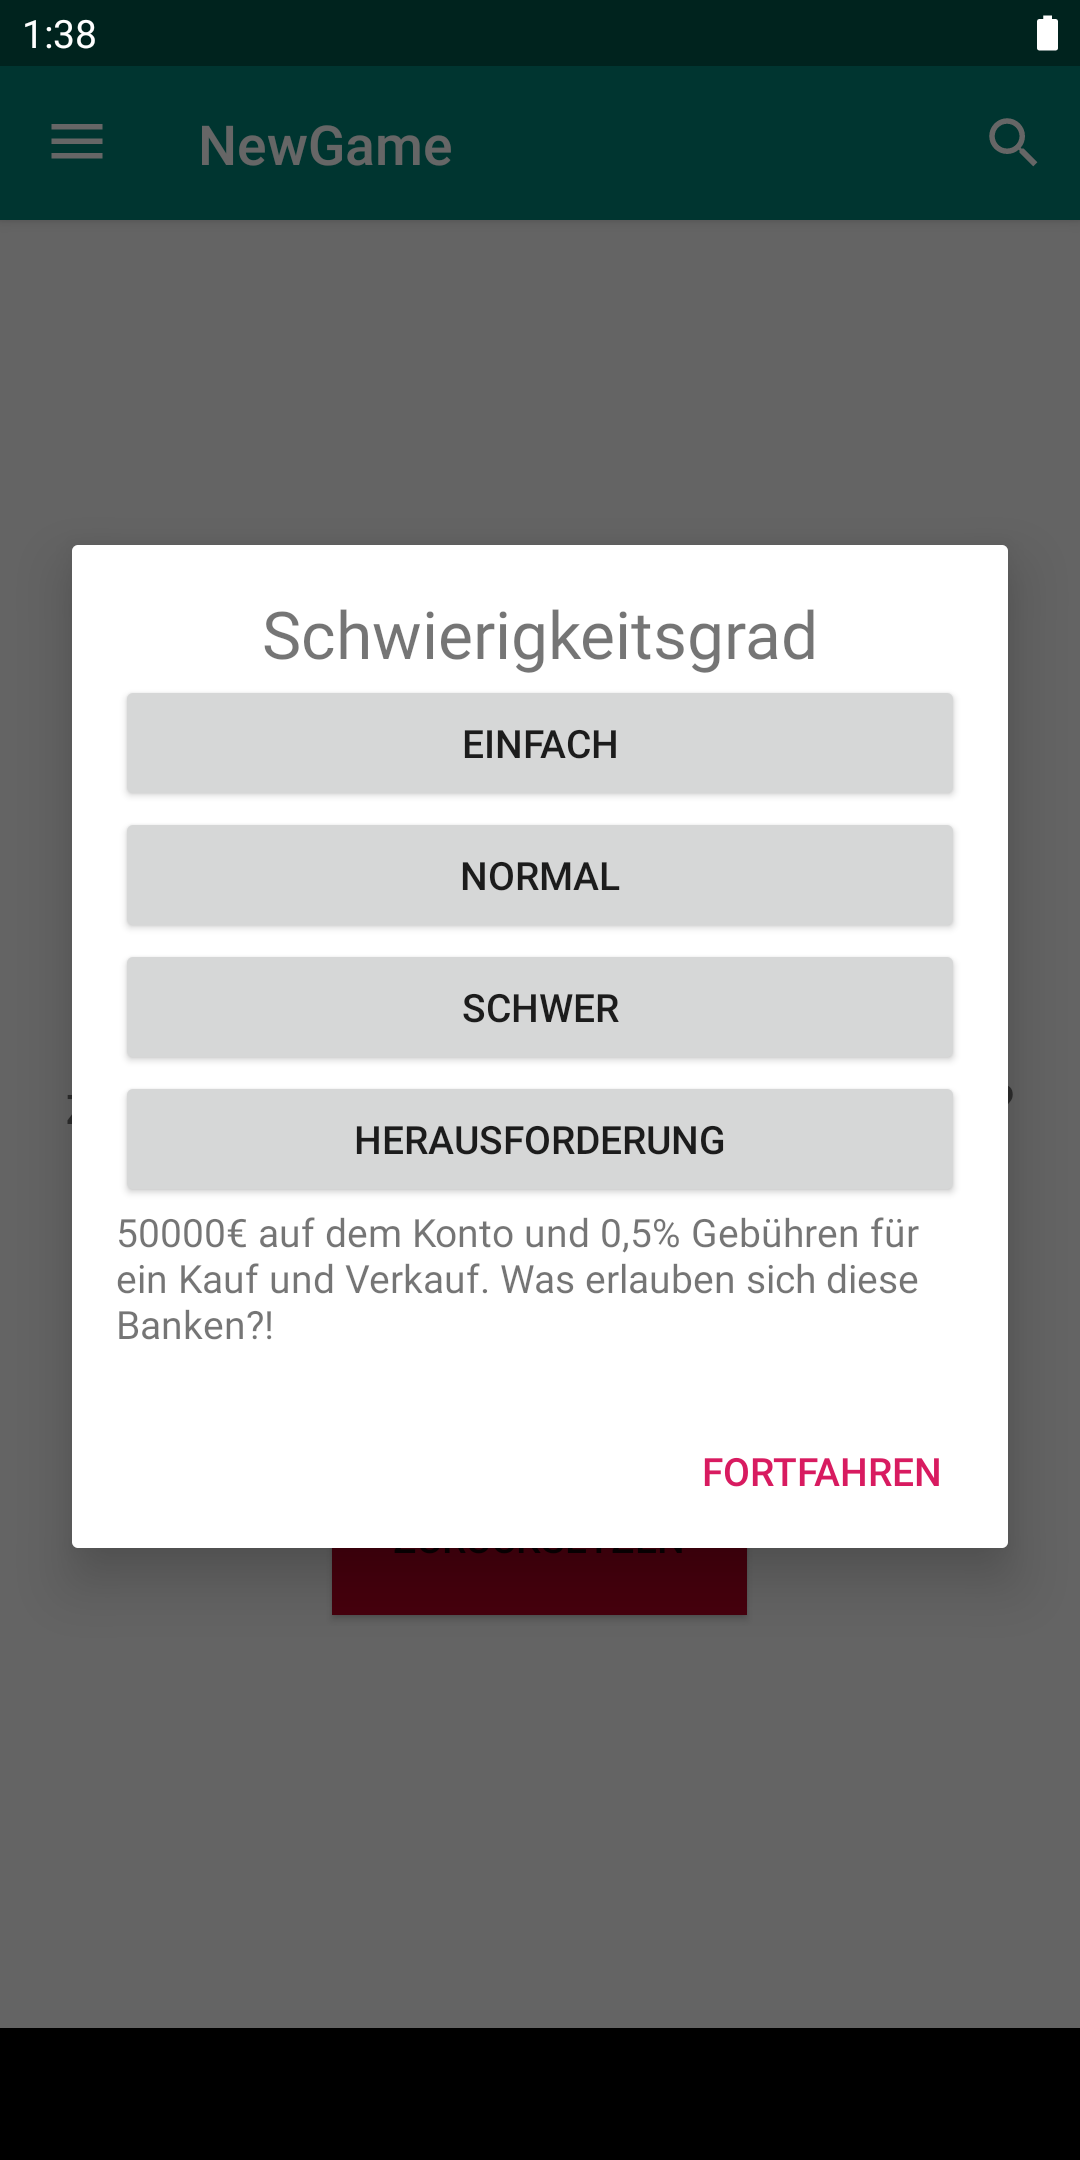 1:38
NewGame
Schwierigkeitsgrad
EINFACH
NORMAL
SCHWER
HERAUSFORDERUNG
50000€ auf dem Konto und 0,5% Gebühren für
ein Kauf und Verkauf. Was erlauben sich diese
Banken?!
FORTFAHREN